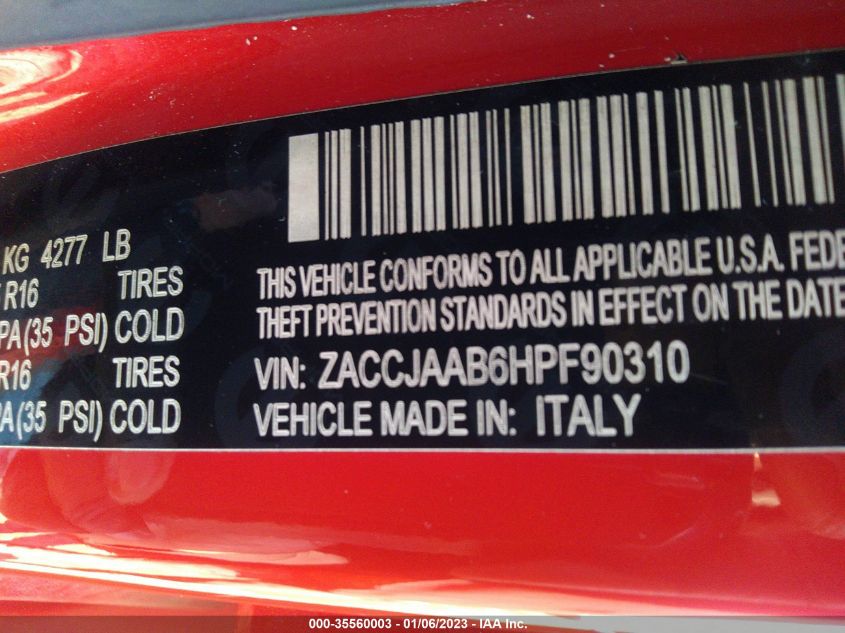 KG 4277 LB
R16 TIRES
PA (35 PSI) COLD
R16 TIRES
PA (35 PSI) COLD
THIS VEHICLE CONFORMS TO ALL APPLICABLE U.S.A. FEDE
THEFT PREVENTION STANDARDS IN EFFECT ON THE DATE
VIN: ZACCJAAB6HPF90310
VEHICLE MADE IN: ITALY
000-35560003 - 01/06/2023 - IAA Inc.